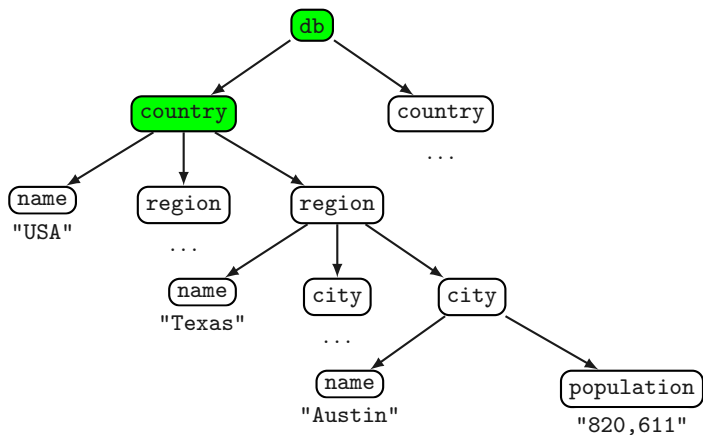 db
country country
...
name region region
"USA" ...
name city city
"Texas" ...
name population
"Austin" "820,611"